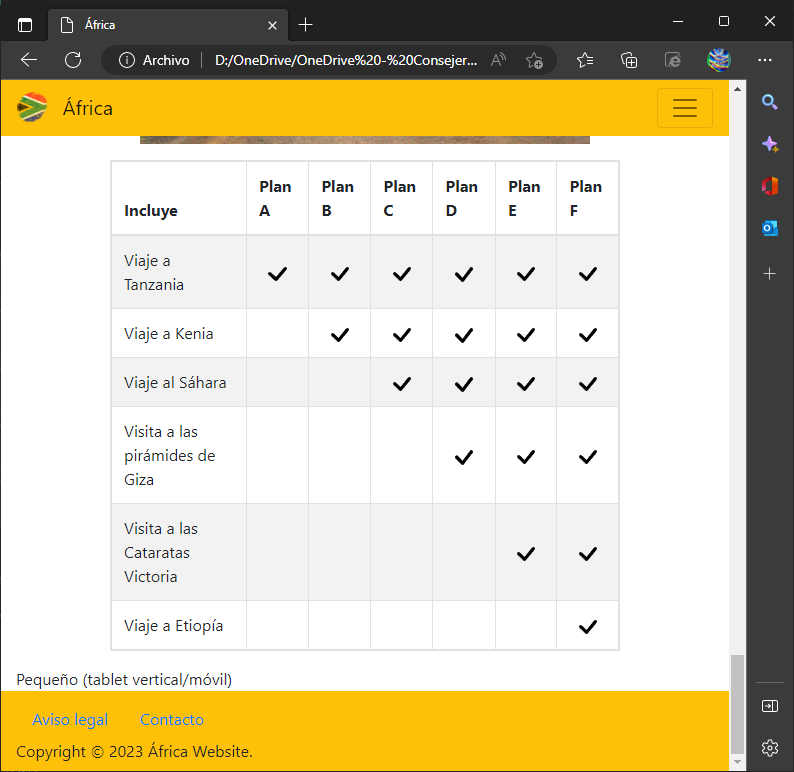 África
Archivo D:/OneDrive/OneDrive%20-%20Consejer...
África
Incluye Plan A Plan B Plan C Plan D Plan E Plan F
Viaje a
Tanzania
Viaje a Kenia
Viaje al Sáhara
Visita a las
pirámides de
Giza
Visita a las
Cataratas
Victoria
Viaje a Etiopía
Pequeño (tablet vertical/móvil)
Aviso legal Contacto
Copyright © 2023 África Website.